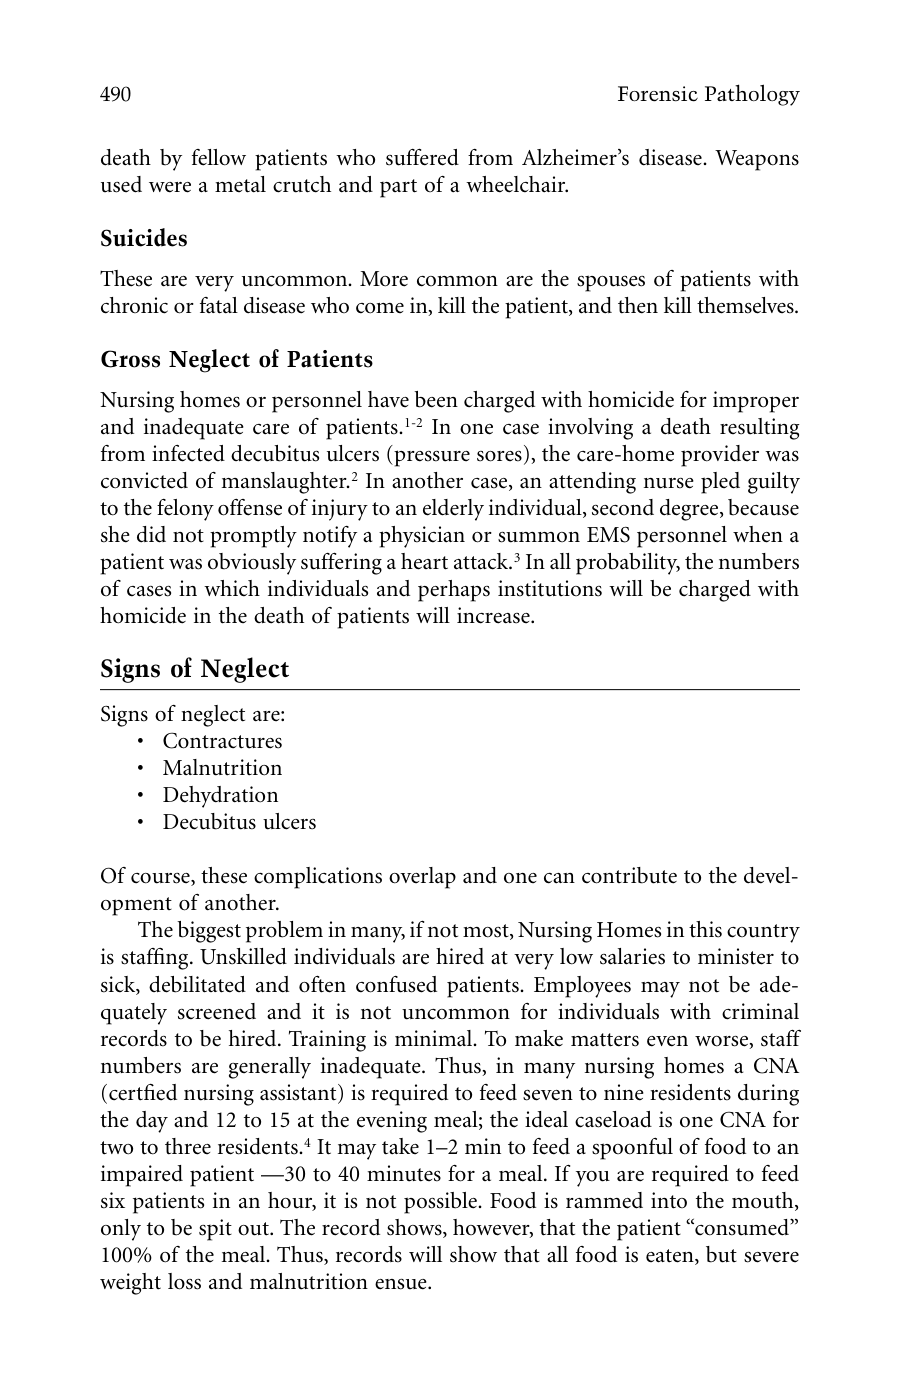 490 Forensic Pathology
death by fellow patients who suffered from Alzheimer’s disease. Weapons
used were a metal crutch and part of a wheelchair.
Suicides
These are very uncommon. More common are the spouses of patients with
chronic or fatal disease who come in, kill the patient, and then kill themselves.
Gross Neglect of Patients
Nursing homes or personnel have been charged with homicide for improper
and inadequate care of patients.1-2 In one case involving a death resulting
from infected decubitus ulcers (pressure sores), the care-home provider was
convicted of manslaughter.2 In another case, an attending nurse pled guilty
to the felony offense of injury to an elderly individual, second degree, because
she did not promptly notify a physician or summon EMS personnel when a
patient was obviously suffering a heart attack.3 In all probability, the numbers
of cases in which individuals and perhaps institutions will be charged with
homicide in the death of patients will increase.
Signs of Neglect
Signs of neglect are:
• Contractures
• Malnutrition
• Dehydration
• Decubitus ulcers
Of course, these complications overlap and one can contribute to the devel-
opment of another.
The biggest problem in many, if not most, Nursing Homes in this country
is staffing. Unskilled individuals are hired at very low salaries to minister to
sick, debilitated and often confused patients. Employees may not be ade-
quately screened and it is not uncommon for individuals with criminal
records to be hired. Training is minimal. To make matters even worse, staff
numbers are generally inadequate. Thus, in many nursing homes a CNA
(certfied nursing assistant) is required to feed seven to nine residents during
the day and 12 to 15 at the evening meal; the ideal caseload is one CNA for
two to three residents.4 It may take 1–2 min to feed a spoonful of food to an
impaired patient —30 to 40 minutes for a meal. If you are required to feed
six patients in an hour, it is not possible. Food is rammed into the mouth,
only to be spit out. The record shows, however, that the patient “consumed”
100% of the meal. Thus, records will show that all food is eaten, but severe
weight loss and malnutrition ensue.